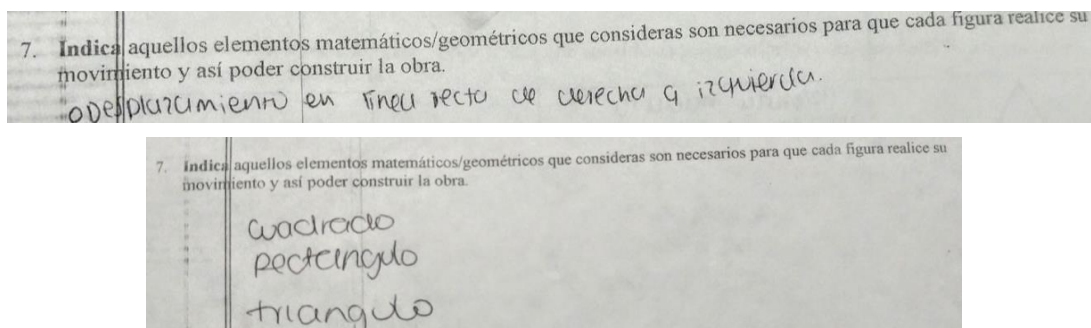 7. Indica aquellos elementos matemáticos/geométricos que consideras son necesarios para que cada figura realice su
movimiento y así poder construir la obra.
o Desplazamiento en línea recta de derecha a izquierda.
7. Indica aquellos elementos matemáticos/geométricos que consideras son necesarios para que cada figura realice su
movimiento y así poder construir la obra.
cuadrado
Rectangulo
triangulo